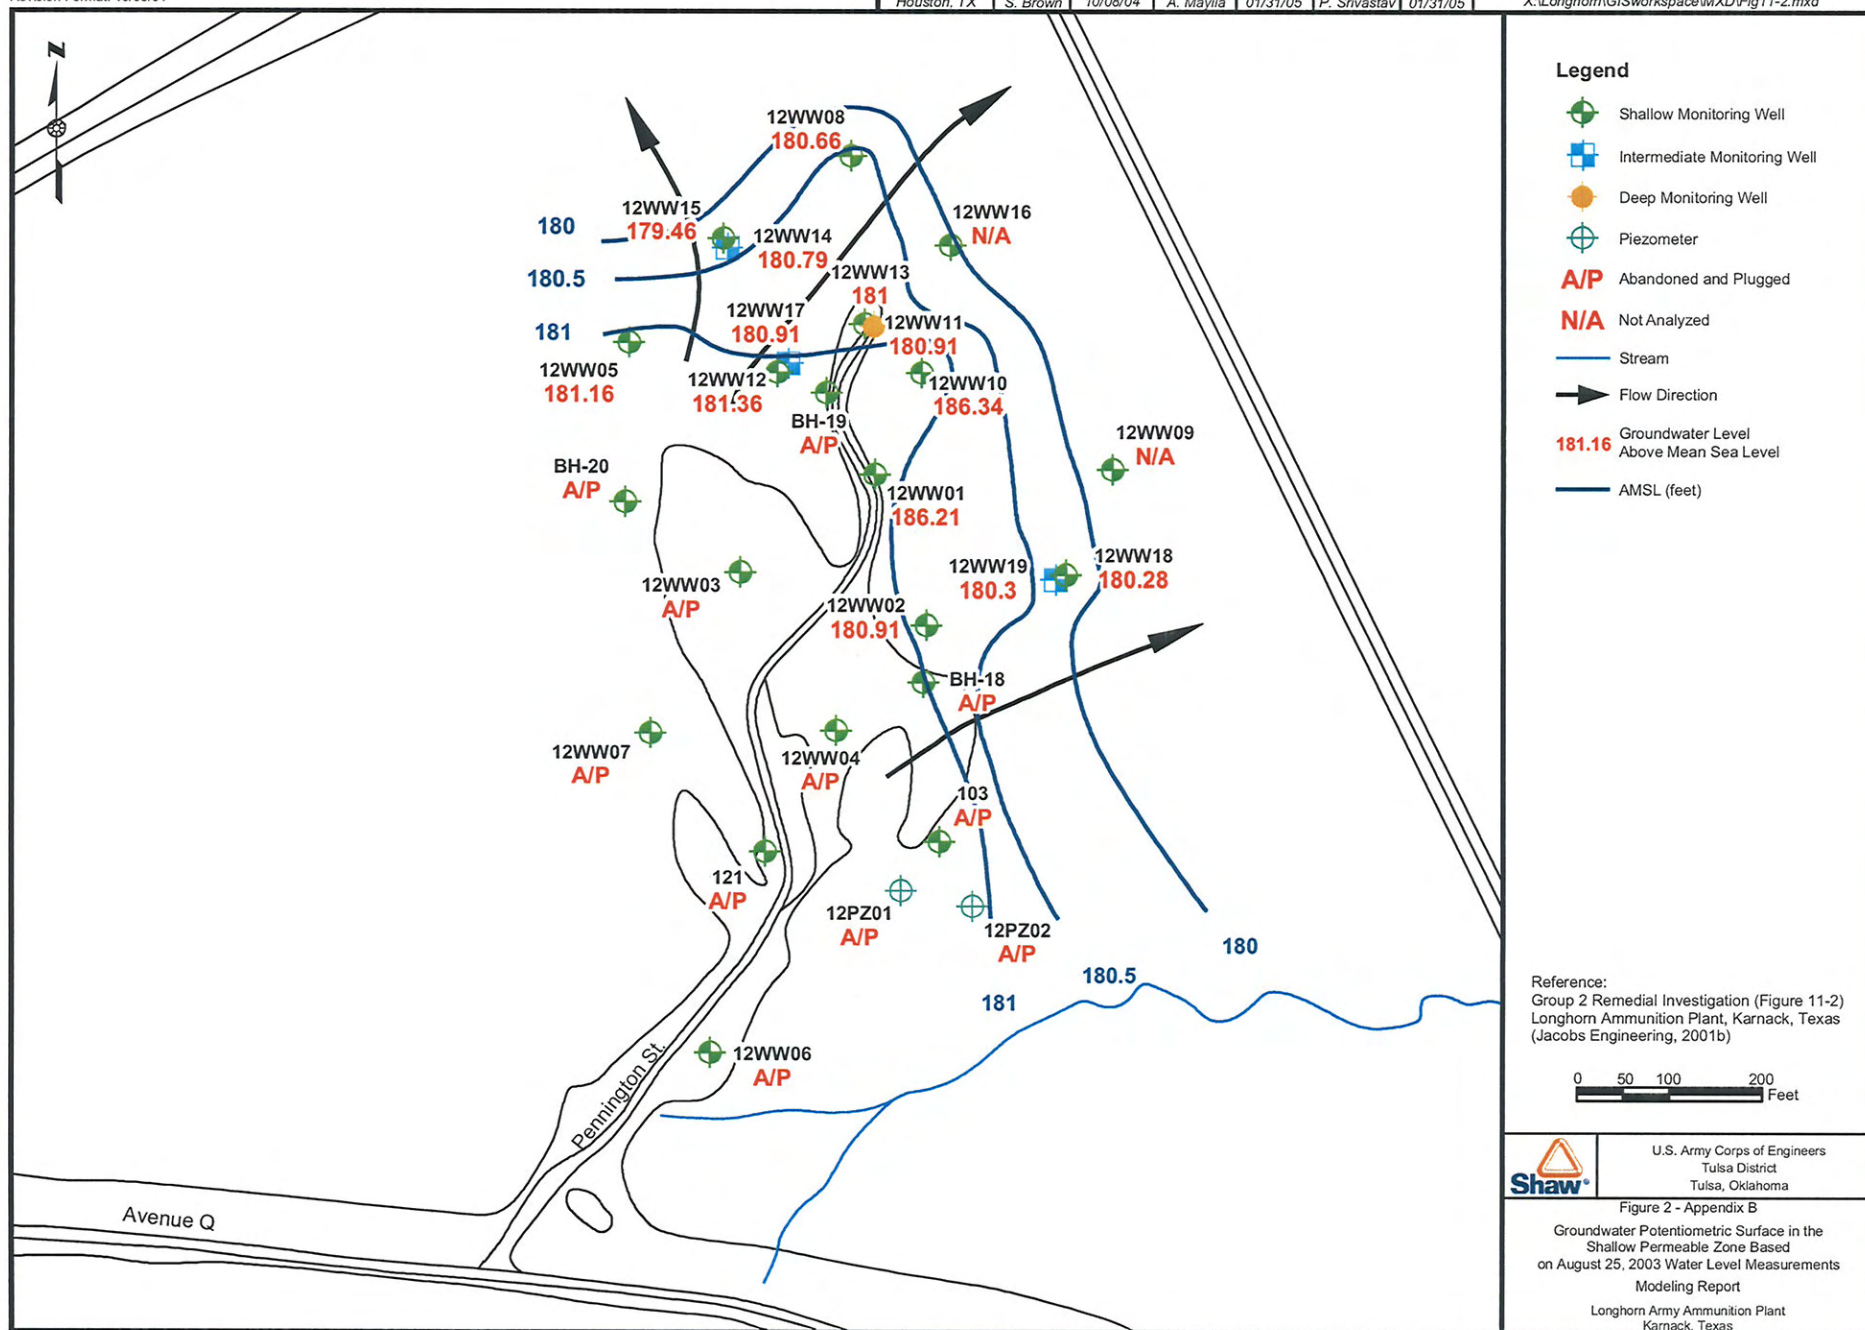 Houston, TX S. Brown 10/06/04 A. Mayila 01/31/05 P. Srivastav 01/31/05 X:\Longhorn\GISworkspace\MXD\Fig11-2.mxd
N
12WW08
180.66
12WW15
179.46
180
12WW14
180.79
12WW16
N/A
180.5
12WW13
181
12WW17
180.91
181
12WW11
180.91
12WW05
181.16
12WW12
181.36
12WW10
186.34
BH-19
A/P
12WW09
N/A
BH-20
A/P
12WW01
186.21
12WW03
A/P
12WW19
180.3
12WW18
180.28
12WW02
180.91
BH-18
A/P
12WW07
A/P
12WW04
A/P
103
A/P
121
A/P
12PZ01
A/P
12PZ02
A/P
180
180.5
181
12WW06
A/P
Pennington St.
Avenue Q
Legend
Shallow Monitoring Well
Intermediate Monitoring Well
Deep Monitoring Well
Piezometer
A/P Abandoned and Plugged
N/A Not Analyzed
Stream
Flow Direction
181.16 Groundwater Level
Above Mean Sea Level
AMSL (feet)
Reference:
Group 2 Remedial Investigation (Figure 11-2)
Longhorn Ammunition Plant, Karnack, Texas
(Jacobs Engineering, 2001b)
0 50 100 200
Feet
Shaw®
U.S. Army Corps of Engineers
Tulsa District
Tulsa, Oklahoma
Figure 2 - Appendix B
Groundwater Potentiometric Surface in the
Shallow Permeable Zone Based
on August 25, 2003 Water Level Measurements
Modeling Report
Longhorn Army Ammunition Plant
Karnack, Texas